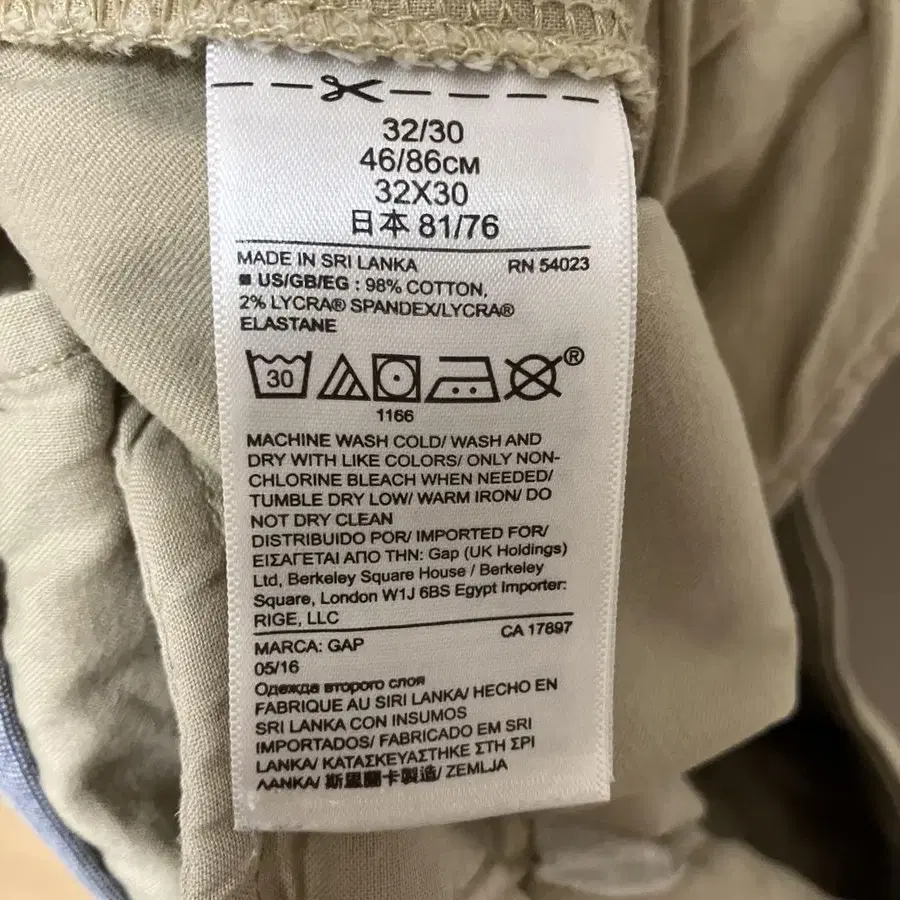 32/30
46/86CM
32X30
日本 81/76
MADE IN SRI LANKA RN 54023
■ US/GB/EG : 98% COTTON,
2% LYCRA® SPANDEX/LYCRA®
ELASTANE
30 ®
1166
MACHINE WASH COLD/ WASH AND
DRY WITH LIKE COLORS/ ONLY NON-
CHLORINE BLEACH WHEN NEEDED/
TUMBLE DRY LOW/ WARM IRON/ DO
NOT DRY CLEAN
DISTRIBUIDO POR/ IMPORTED FOR/
ΕΙΣΑΓΕΤΑΙ ΑΠΟ ΤΗΝ: Gap (UK Holdings)
Ltd, Berkeley Square House / Berkeley
Square, London W1J 6BS Egypt Importer:
RIGE, LLC
MARCA: GAP CA 17897
05/16
Одежда второго слоя
FABRIQUE AU SIRI LANKA/ HECHO EN
SRI LANKA CON INSUMOS
IMPORTADOS/ FABRICADO EM SRI
LANKA/ ΚΑΤΑΣΚΕΥΑΣΤΗΚΕ ΣΤΗ ΣΡΙ
ΛΑΝΚΑ/ 斯里蘭卡製造/ ZEMLJA